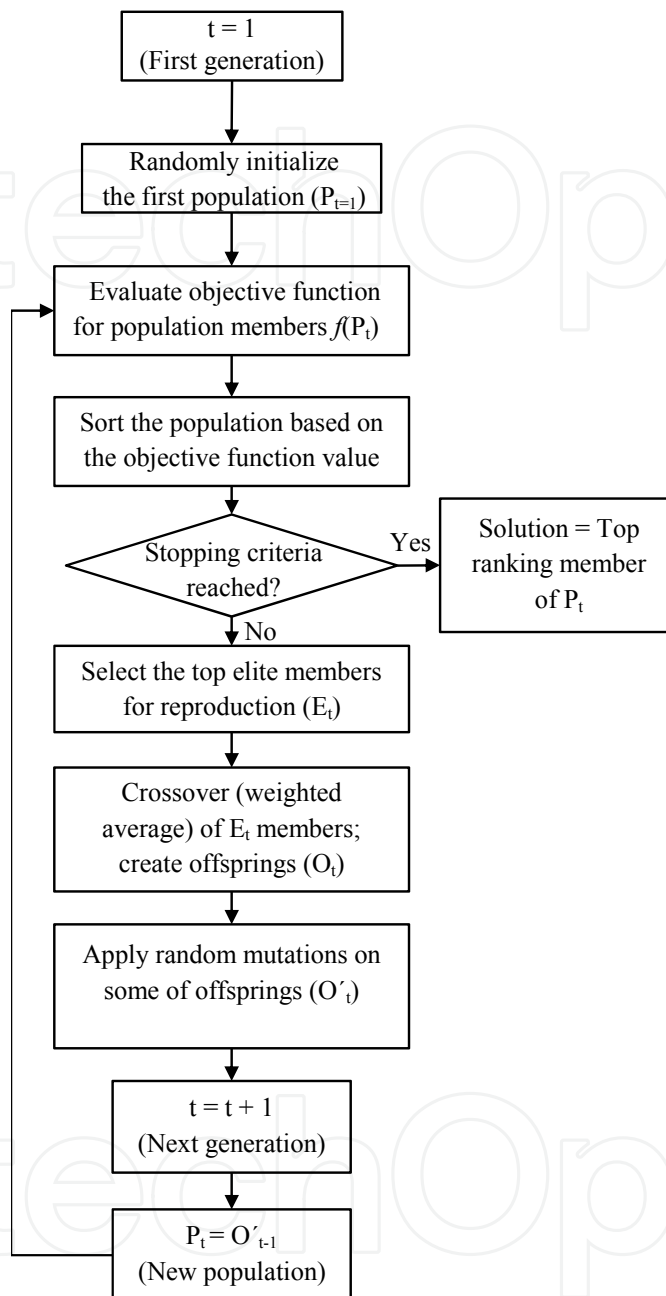 t = 1
(First generation)
Randomly initialize
the first population (Pₜ₌₁)
Evaluate objective function
for population members f(Pₜ)
Sort the population based on
the objective function value
Stopping criteria
reached?
Yes
Solution = Top
ranking member
of Pₜ
No
Select the top elite members
for reproduction (Eₜ)
Crossover (weighted
average) of Eₜ members;
create offsprings (Oₜ)
Apply random mutations on
some of offsprings (O´ₜ)
t = t + 1
(Next generation)
Pₜ = O´ₜ₋₁
(New population)
techOp
techOp